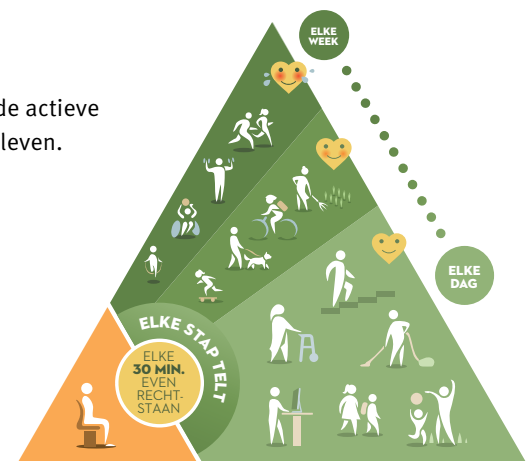 ELKE
WEEK
de actieve
leven.
ELKE
DAG
ELKE STAP TELT
ELKE
30 MIN.
EVEN
RECHT-
STAAN